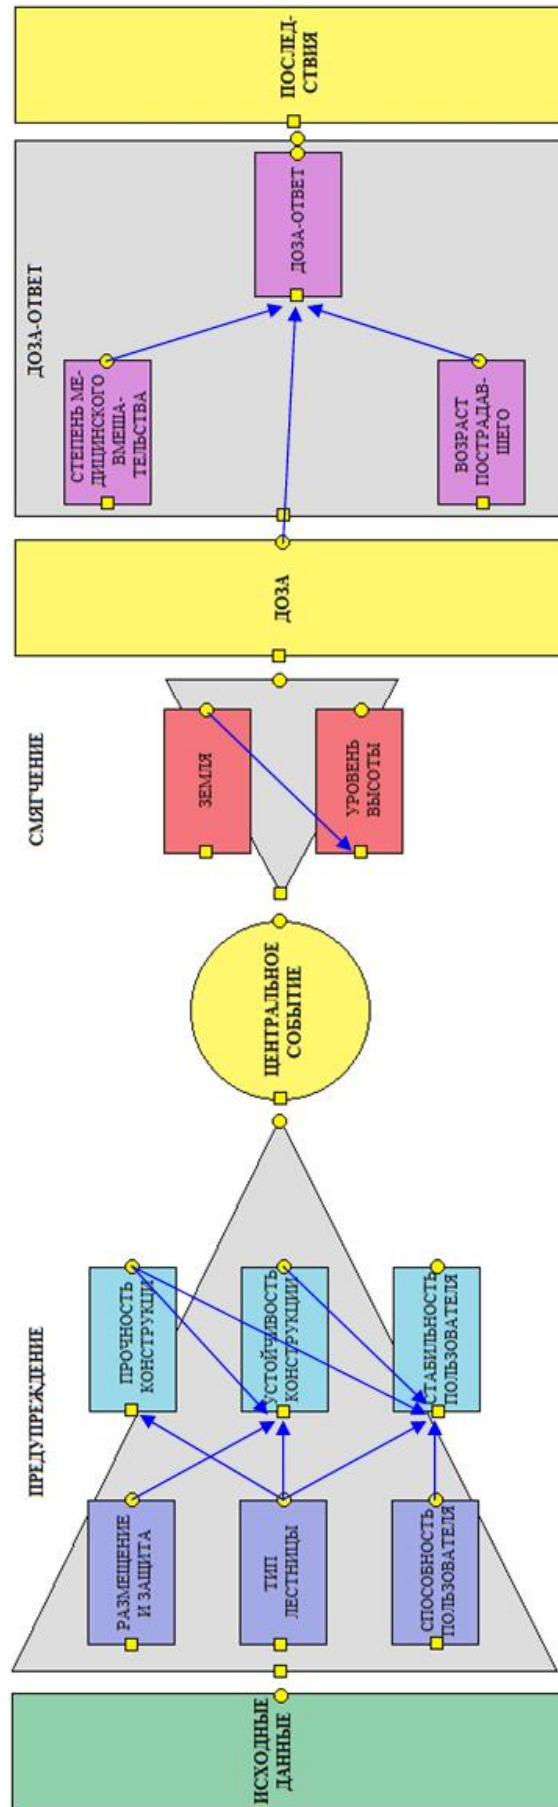 ИСХОДНЫЕ
ДАННЫЕ
ПРЕДУПРЕЖДЕНИЕ
РАЗМЕЩЕНИЕ
И ЗАЩИТА
ТИП
ЛЕСТНИЦЫ
СПОСОБНОСТЬ
ПОЛЬЗОВАТЕЛЯ
ПРОЧНОСТЬ
КОНСТРУКЦИ
УСТОЙЧИВОСТЬ
КОНСТРУКЦИИ
СТАБИЛЬНОСТЬ
ПОЛЬЗОВАТЕЛЯ
ЦЕНТРАЛЬНОЕ
СОБЫТИЕ
СМЯГЧЕНИЕ
ЗЕМЛЯ
УРОВЕНЬ
ВЫСОТЫ
ДОЗА
ДОЗА-ОТВЕТ
СТЕПЕНЬ МЕ-
ДИЦИНСКОГО
ВМЕША-
ТЕЛЬСТВА
ВОЗРАСТ
ПОСТРАДАВ-
ШЕГО
ДОЗА-ОТВЕТ
ПОСЛЕД-
СТВИЯ